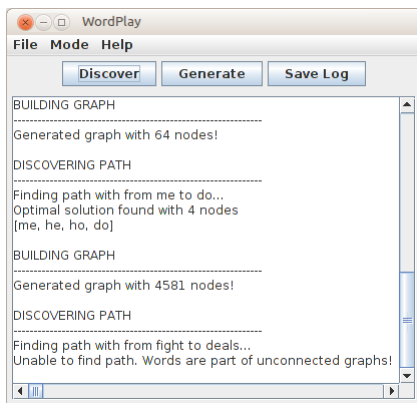 WordPlay
File Mode Help
Discover Generate Save Log
BUILDING GRAPH
------------------------------------------------------------
Generated graph with 64 nodes!
DISCOVERING PATH
------------------------------------------------------------
Finding path with from me to do...
Optimal solution found with 4 nodes
[me, he, ho, do]
BUILDING GRAPH
------------------------------------------------------------
Generated graph with 4581 nodes!
DISCOVERING PATH
------------------------------------------------------------
Finding path with from fight to deals...
Unable to find path. Words are part of unconnected graphs!